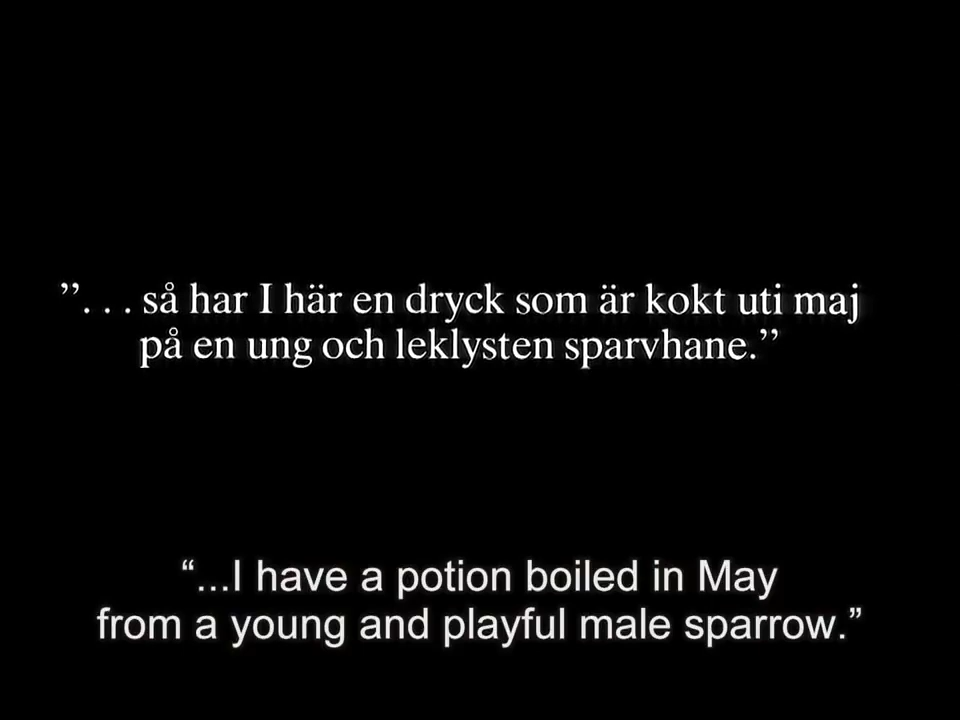 ”. . . så har I här en dryck som är kokt uti maj
på en ung och leklysten sparvhane.”
“...I have a potion boiled in May
from a young and playful male sparrow.”